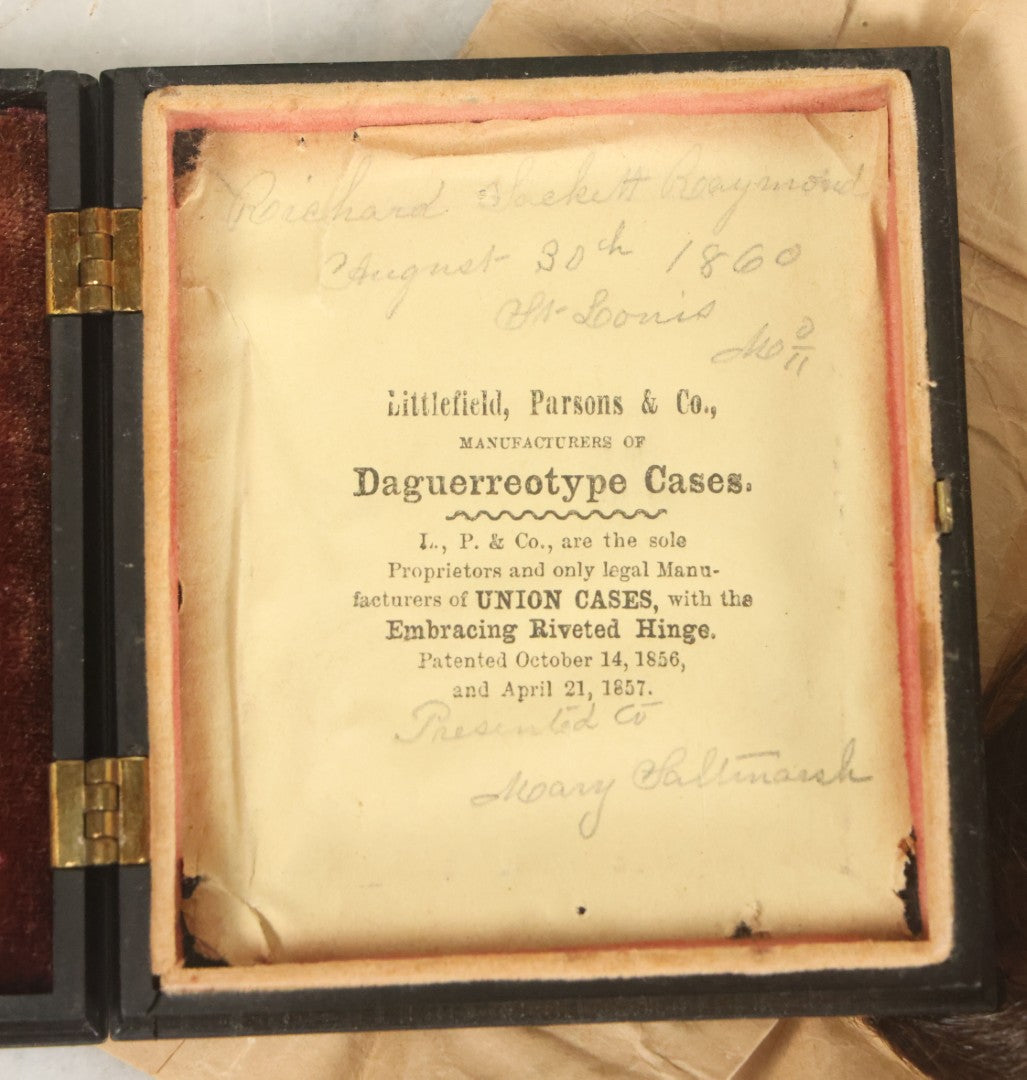 Richard Sackett Raymond
August 30th 1860
St. Louis
Mo
Littlefield, Parsons & Co.,
MANUFACTURERS OF
Daguerreotype Cases.
L., P. & Co., are the sole
Proprietors and only legal Manu-
facturers of UNION CASES, with the
Embracing Riveted Hinge.
Patented October 14, 1856,
and April 21, 1857.
Presented to
Mary Saltmarsh